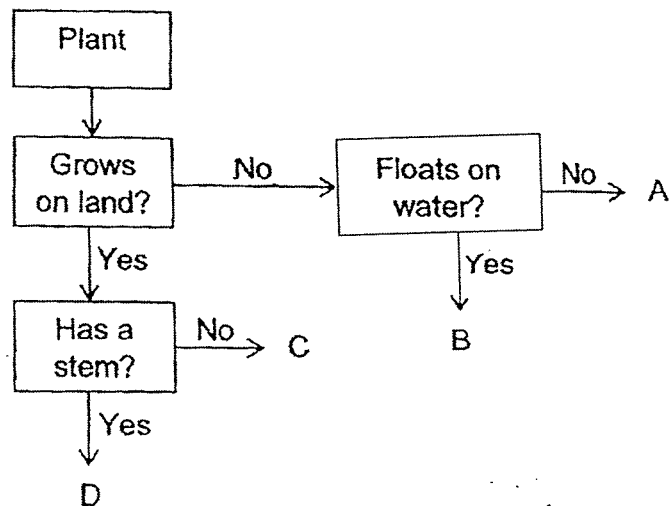 Plant
Grows
on land?
No
Floats on
water?
No
A
Yes
Yes
B
Has a
stem?
No
C
Yes
D